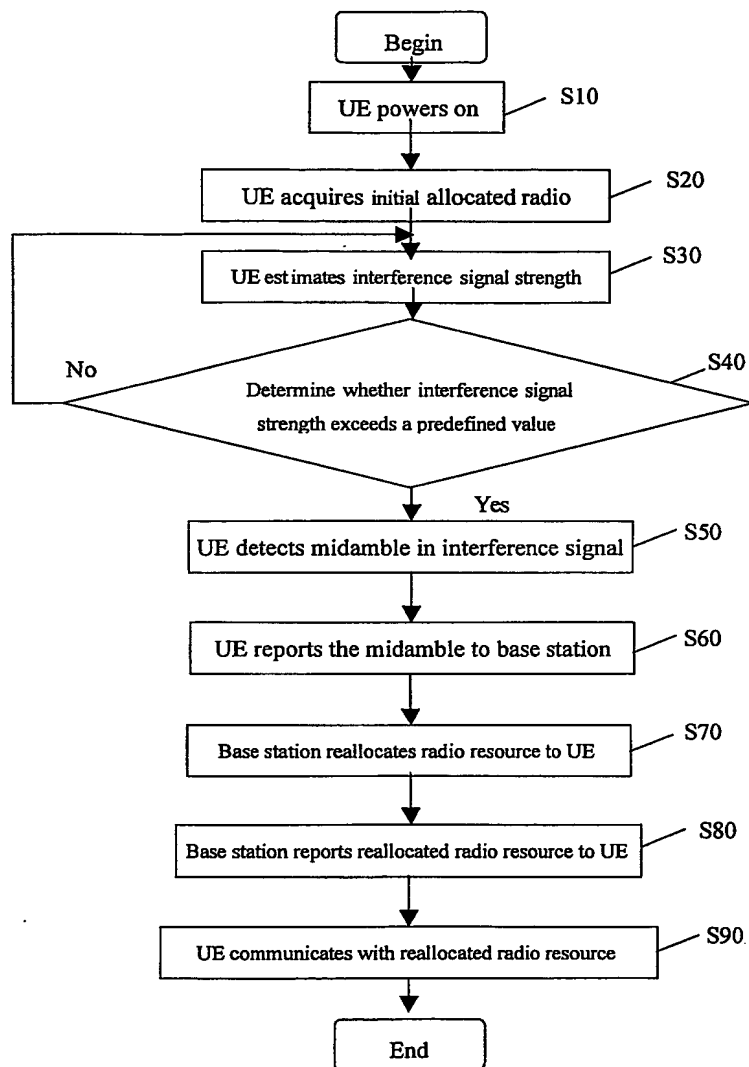 Begin
UE powers on
S10
UE acquires initial allocated radio
S20
UE estimates interference signal strength
S30
No
S40
Determine whether interference signal
strength exceeds a predefined value
Yes
UE detects midamble in interference signal
S50
UE reports the midamble to base station
S60
Base station reallocates radio resource to UE
S70
Base station reports reallocated radio resource to UE
S80
UE communicates with reallocated radio resource
S90
End